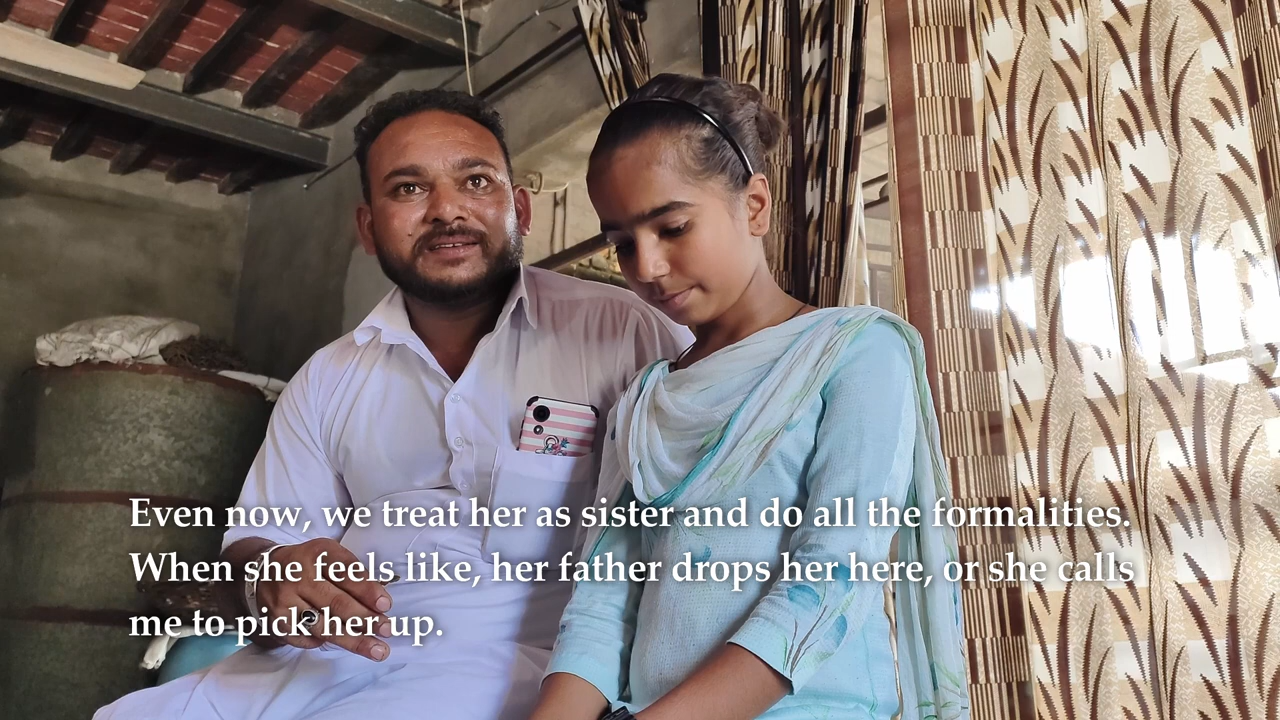 Even now, we treat her as sister and do all the formalities.
When she feels like, her father drops her here, or she calls
me to pick her up.